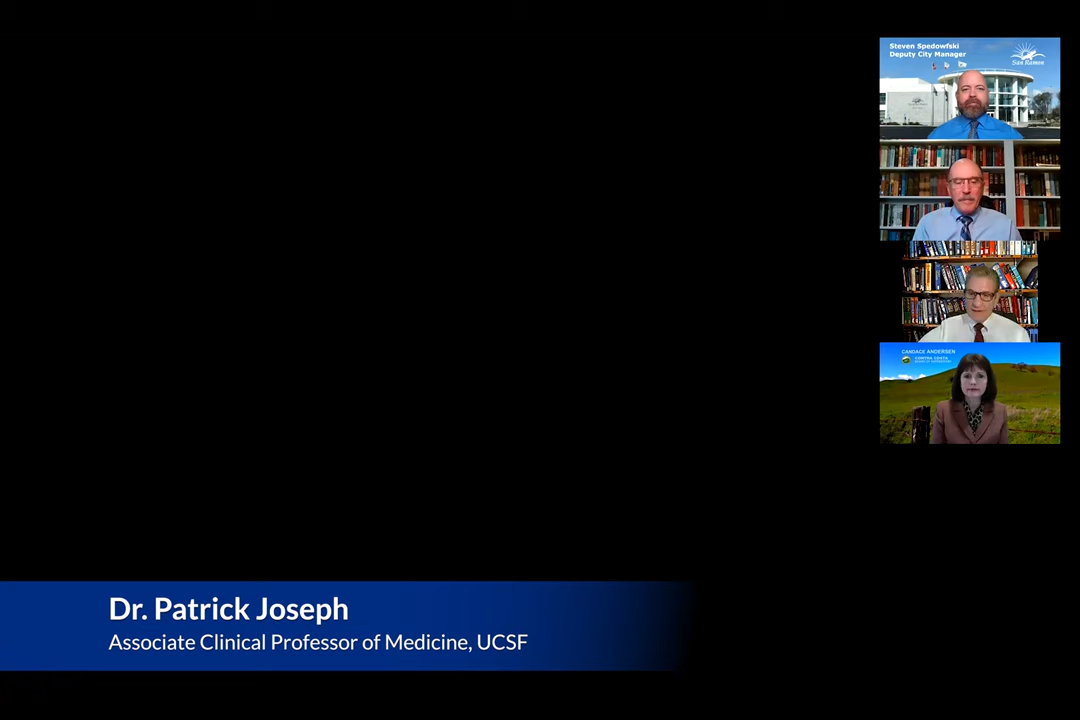 Steven Spedowfski
Deputy City Manager
San Ramon
CANDACE ANDERSEN
CONTRA COSTA
Dr. Patrick Joseph
Associate Clinical Professor of Medicine, UCSF